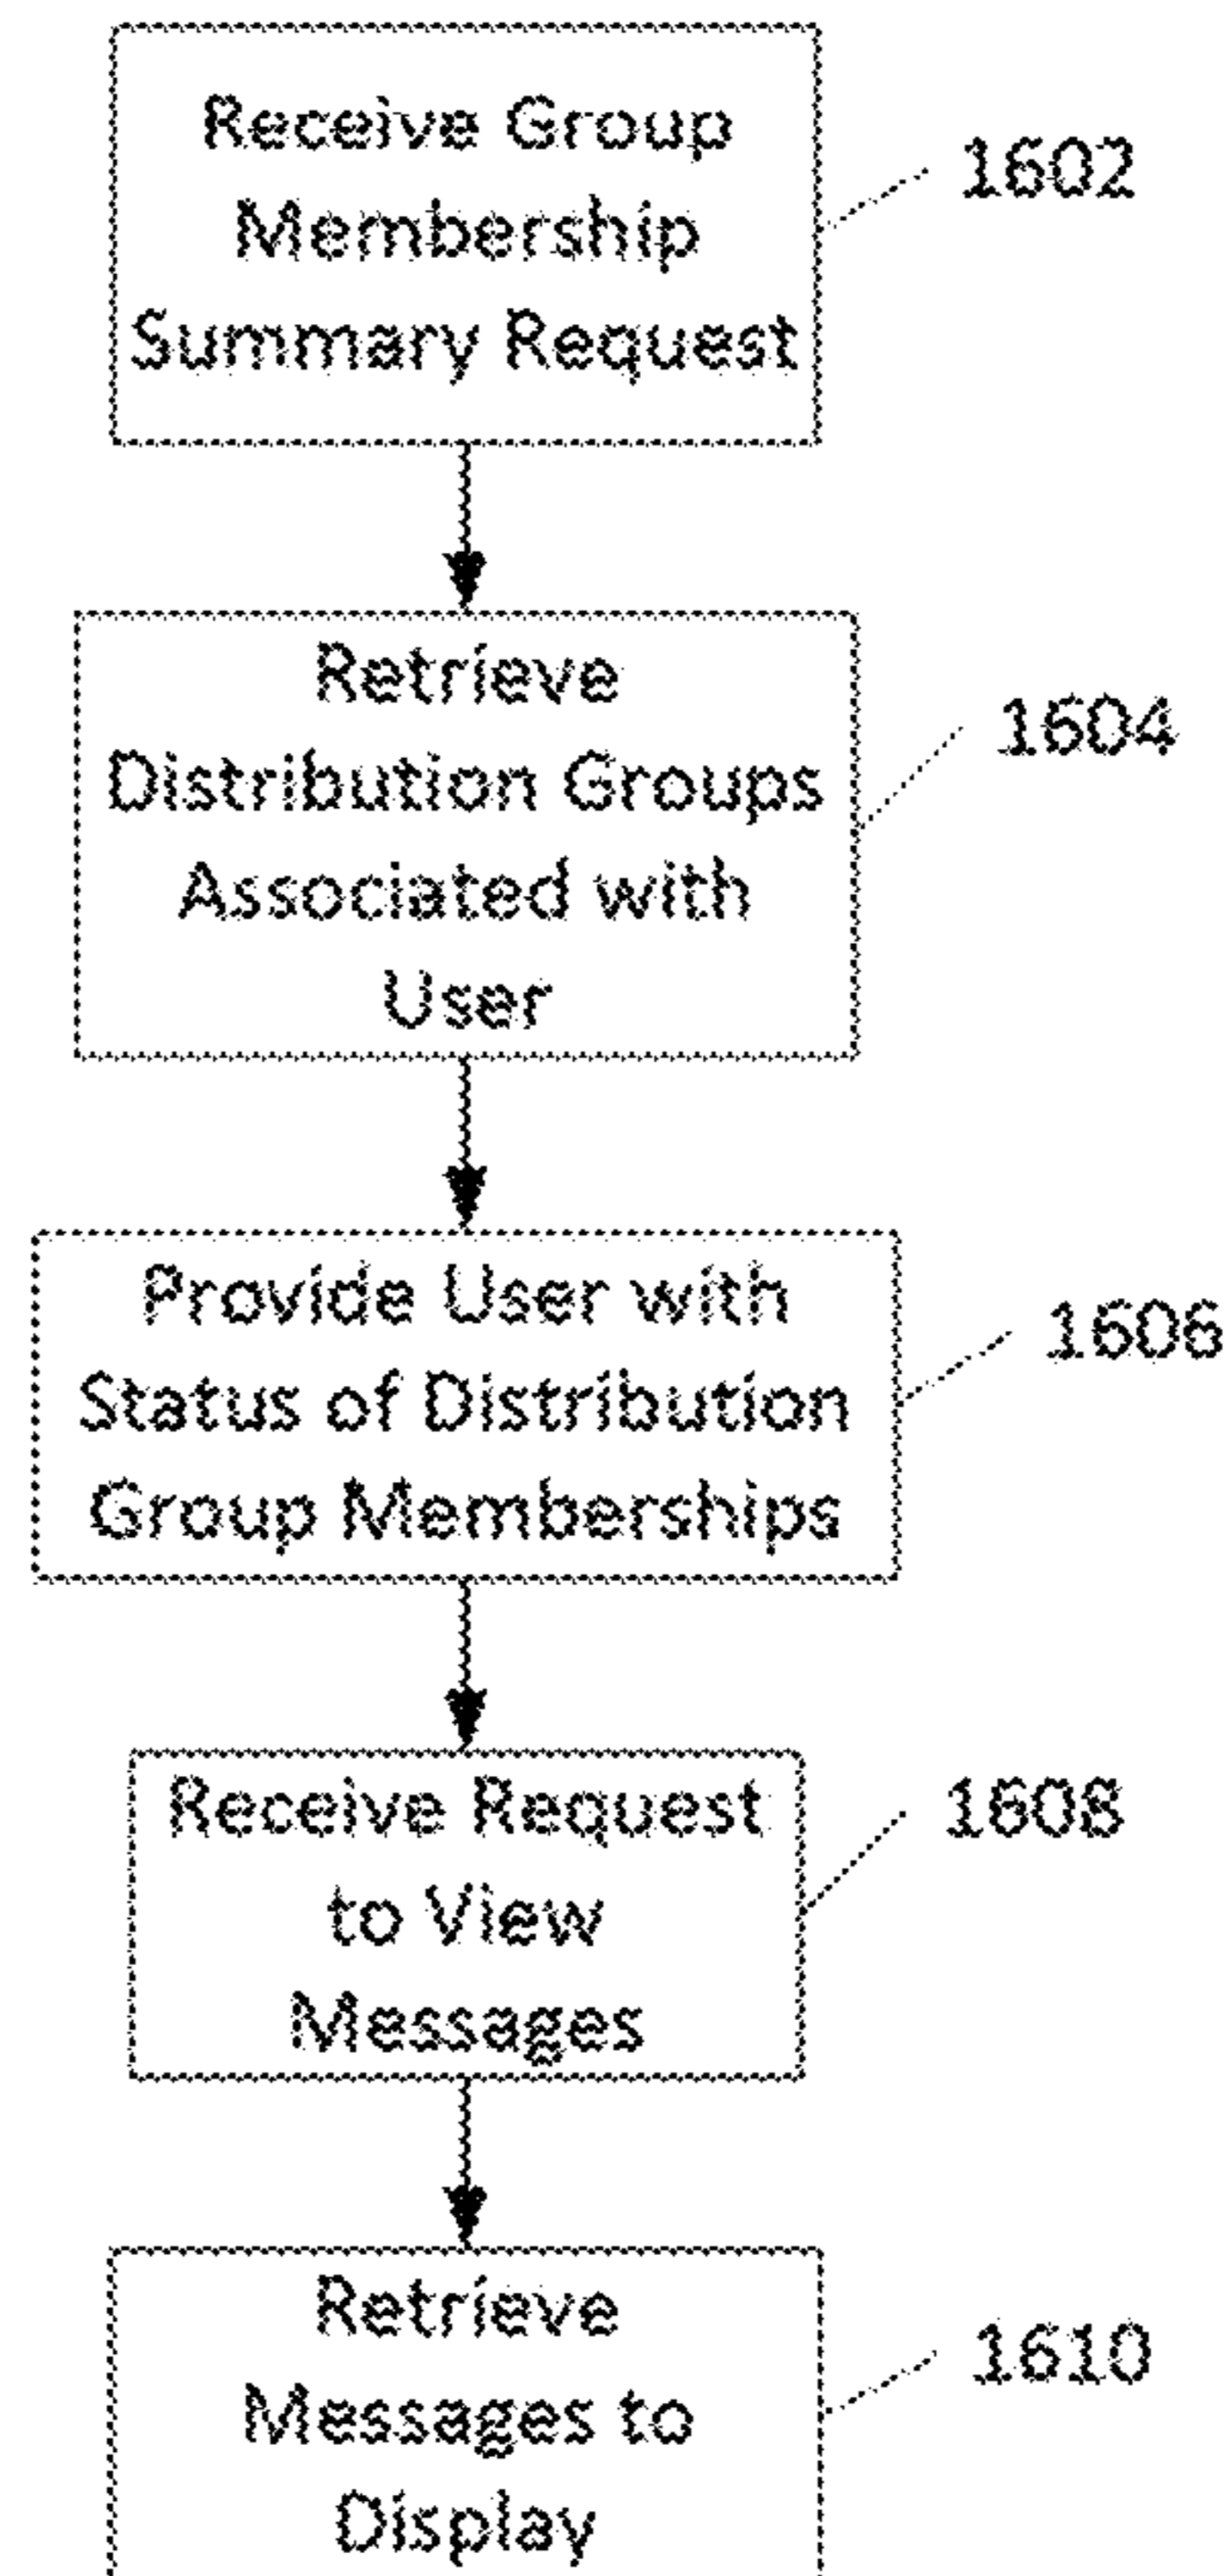 Receive Group
Membership
Summary Request
1602
Retrieve
Distribution Groups
Associated with
User
1604
Provide User with
Status of Distribution
Group Memberships
1606
Receive Request
to View
Messages
1608
Retrieve
Messages to
Display
1610